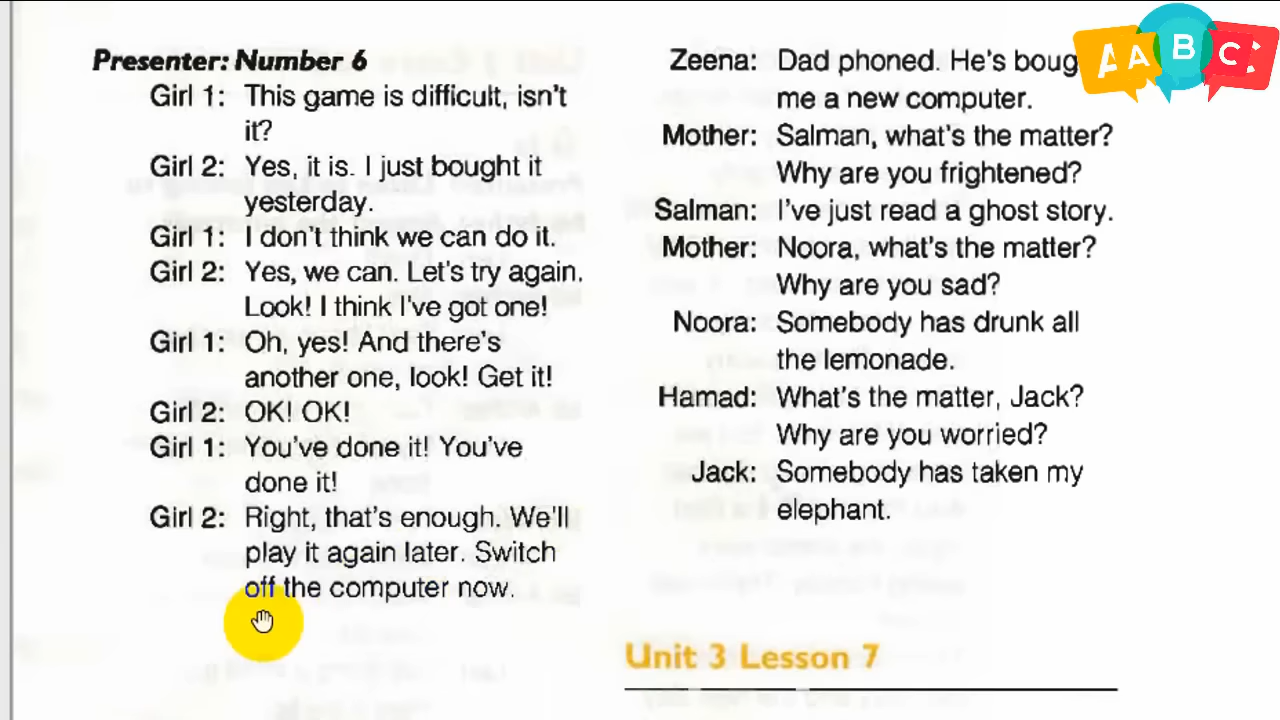 Presenter: Number 6
Girl 1: This game is difficult, isn't
it?
Girl 2: Yes, it is. I just bought it
yesterday.
Girl 1: I don't think we can do it.
Girl 2: Yes, we can. Let's try again.
Look! I think I've got one!
Girl 1: Oh, yes! And there's
another one, look! Get it!
Girl 2: OK! OK!
Girl 1: You've done it! You've
done it!
Girl 2: Right, that's enough. We'll
play it again later. Switch
off the computer now.
Zeena: Dad phoned. He's boug
me a new computer.
Mother: Salman, what's the matter?
Why are you frightened?
Salman: I've just read a ghost story.
Mother: Noora, what's the matter?
Why are you sad?
Noora: Somebody has drunk all
the lemonade.
Hamad: What's the matter, Jack?
Why are you worried?
Jack: Somebody has taken my
elephant.
Unit 3 Lesson 7
A B C